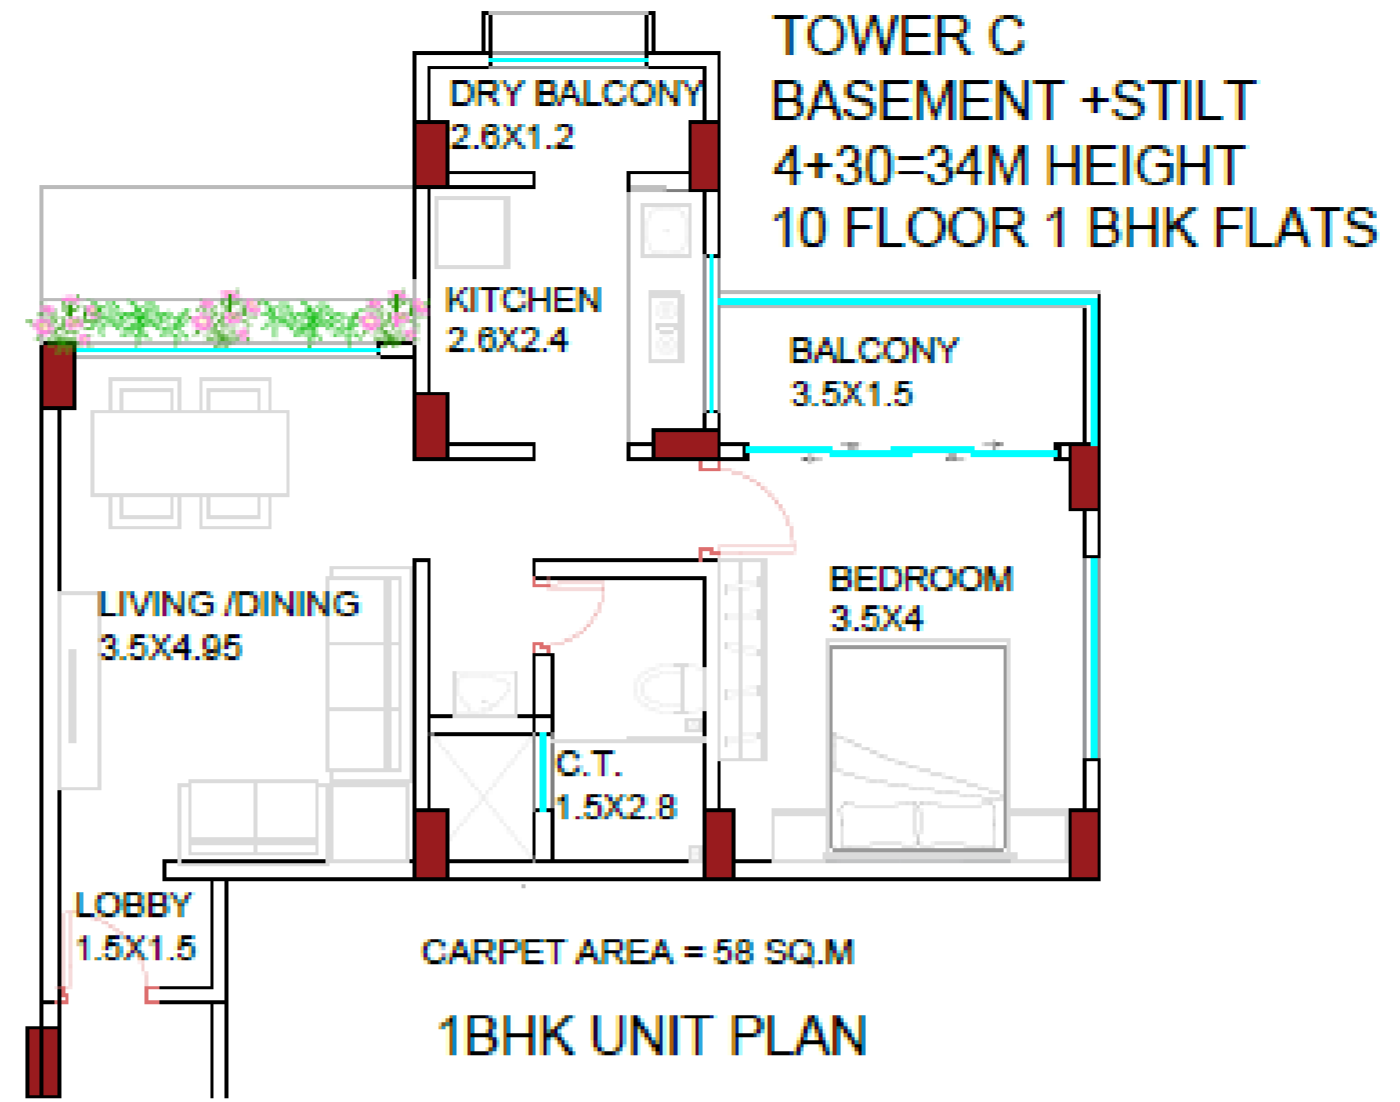 TOWER C
BASEMENT +STILT
4+30=34M HEIGHT
10 FLOOR 1 BHK FLATS
DRY BALCONY
2.6X1.2
KITCHEN
2.6X2.4
BALCONY
3.5X1.5
LIVING /DINING
3.5X4.95
BEDROOM
3.5X4
C.T.
1.5X2.8
LOBBY
1.5X1.5
CARPET AREA = 58 SQ.M
1BHK UNIT PLAN